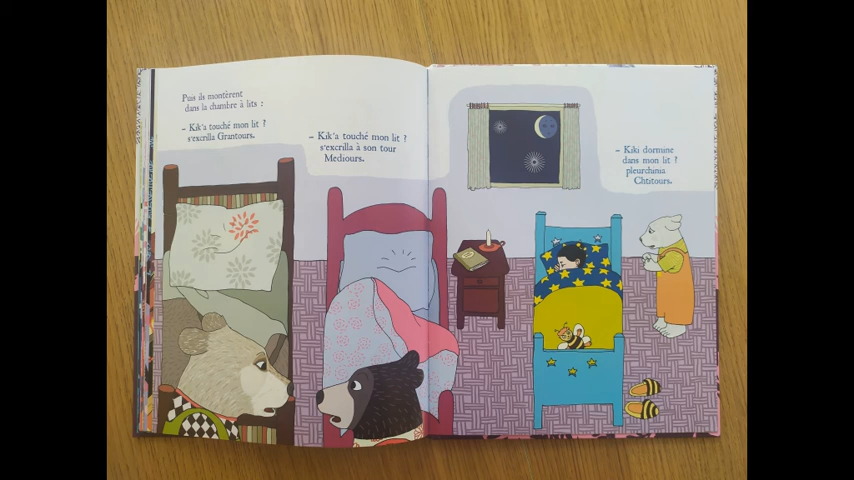 Puis ils montèrent
dans la chambre à lits :
– Kik'a touché mon lit ?
s'excrilla Grantours.
– Kik'a touché mon lit ?
s'excrilla à son tour
Mediours.
– Kiki dormine
dans mon lit ?
pleurchinia
Chtitours.